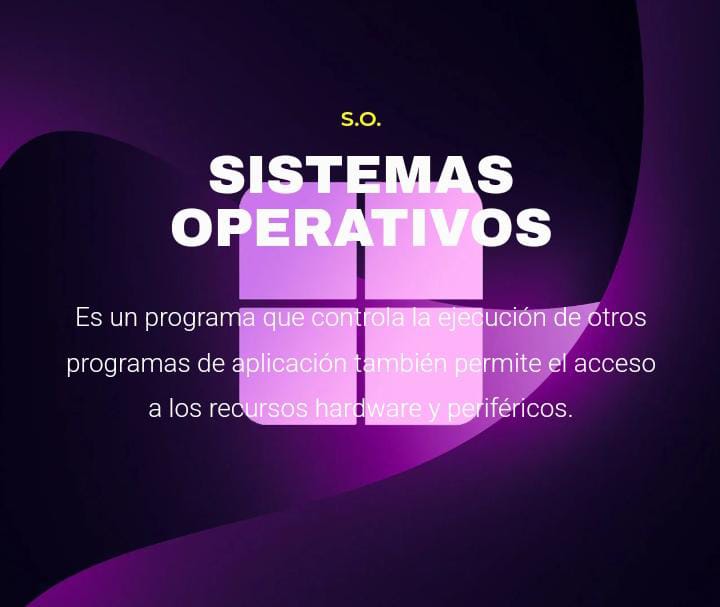 S.O.
SISTEMAS
OPERATIVOS
Es un programa que controla la ejecución de otros
programas de aplicación también permite el acceso
a los recursos hardware y periféricos.